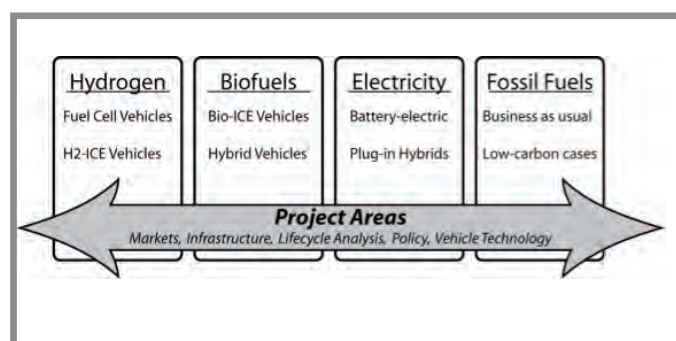 Hydrogen
Fuel Cell Vehicles
H2-ICE Vehicles
Biofuels
Bio-ICE Vehicles
Hybrid Vehicles
Electricity
Battery-electric
Plug-in Hybrids
Fossil Fuels
Business as usual
Low-carbon cases
Project Areas
Markets, Infrastructure, Lifecycle Analysis, Policy, Vehicle Technology